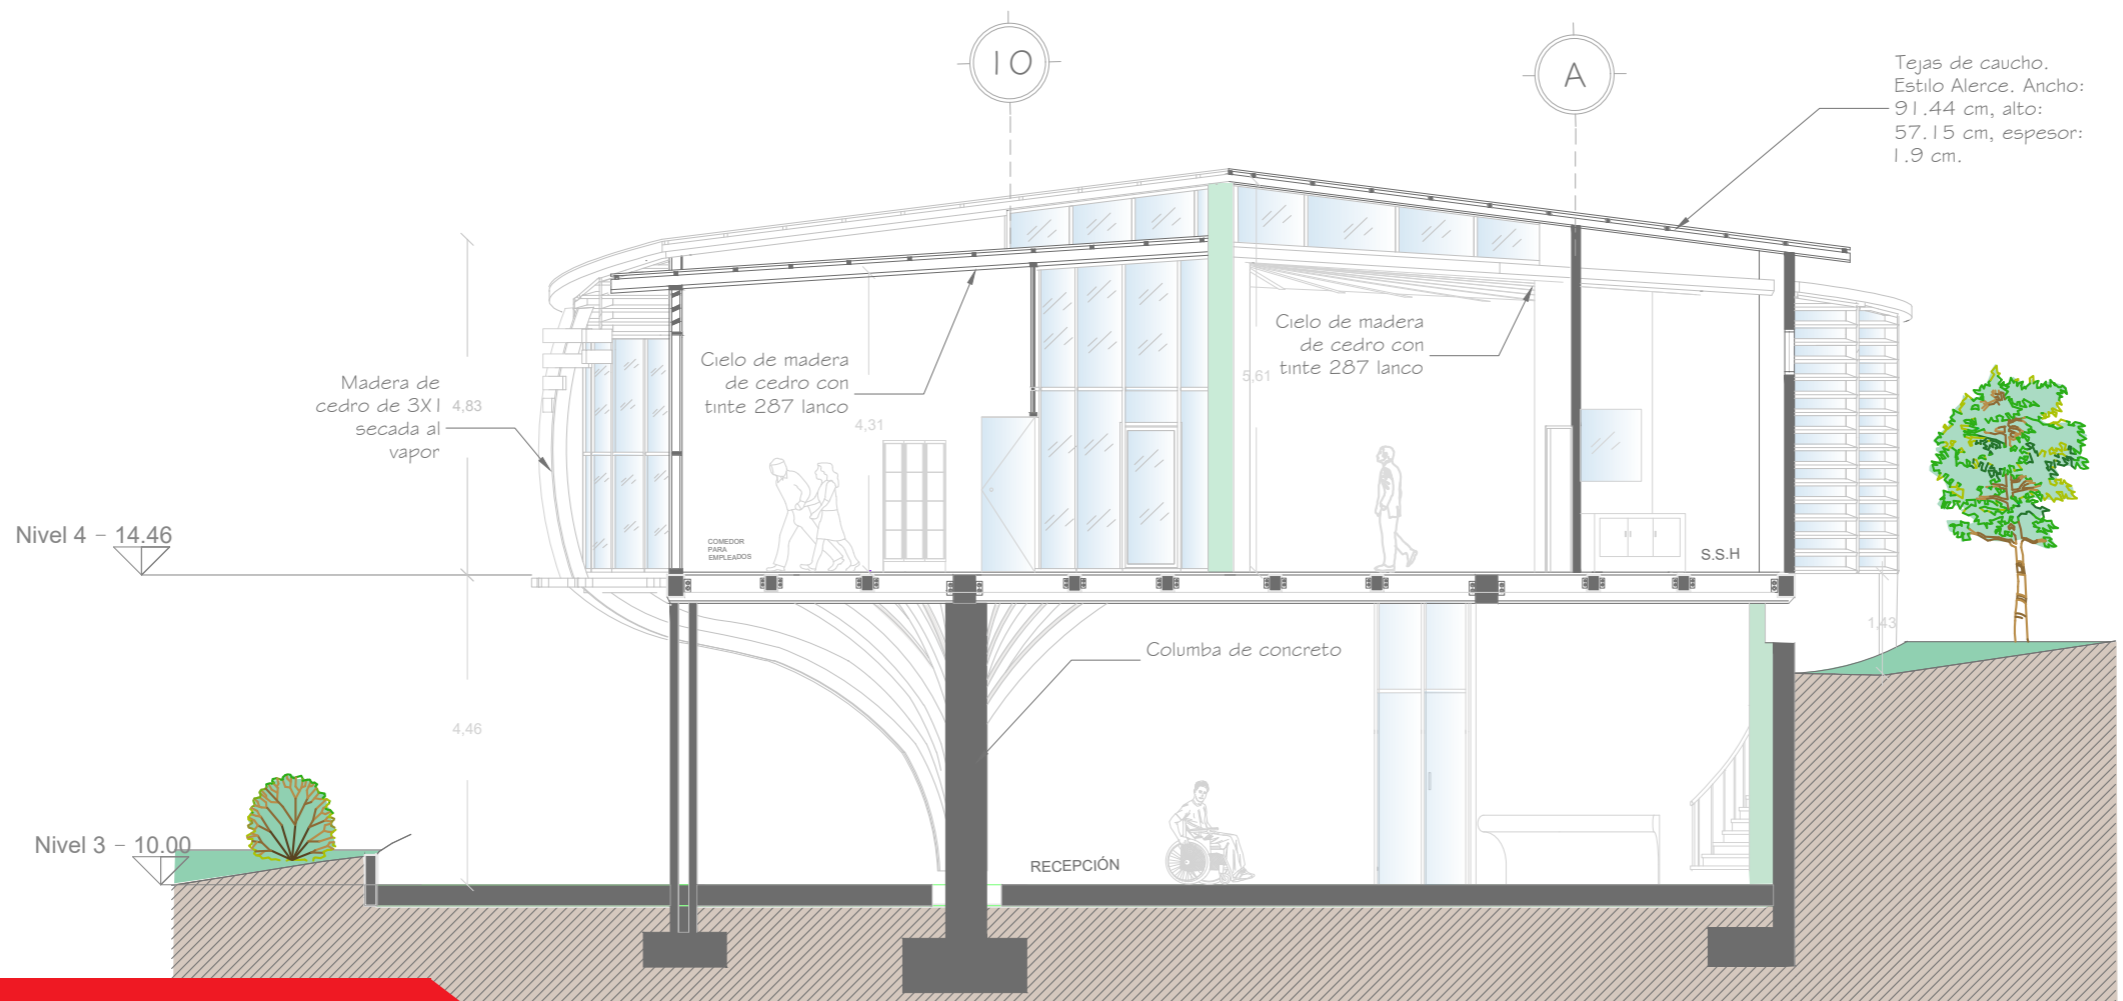 10
A
Tejas de caucho.
Estilo Alerce. Ancho:
91.44 cm, alto:
57.15 cm, espesor:
1.9 cm.
Cielo de madera
de cedro con
tinte 287 lanco
Cielo de madera
de cedro con
tinte 287 lanco
Madera de
cedro de 3X1
secada al
vapor
4,83
4,31
5,61
Nivel 4 - 14.46
COMEDOR
PARA
EMPLEADOS
S.S.H
1,43
Columba de concreto
4,46
Nivel 3 - 10.00
RECEPCIÓN